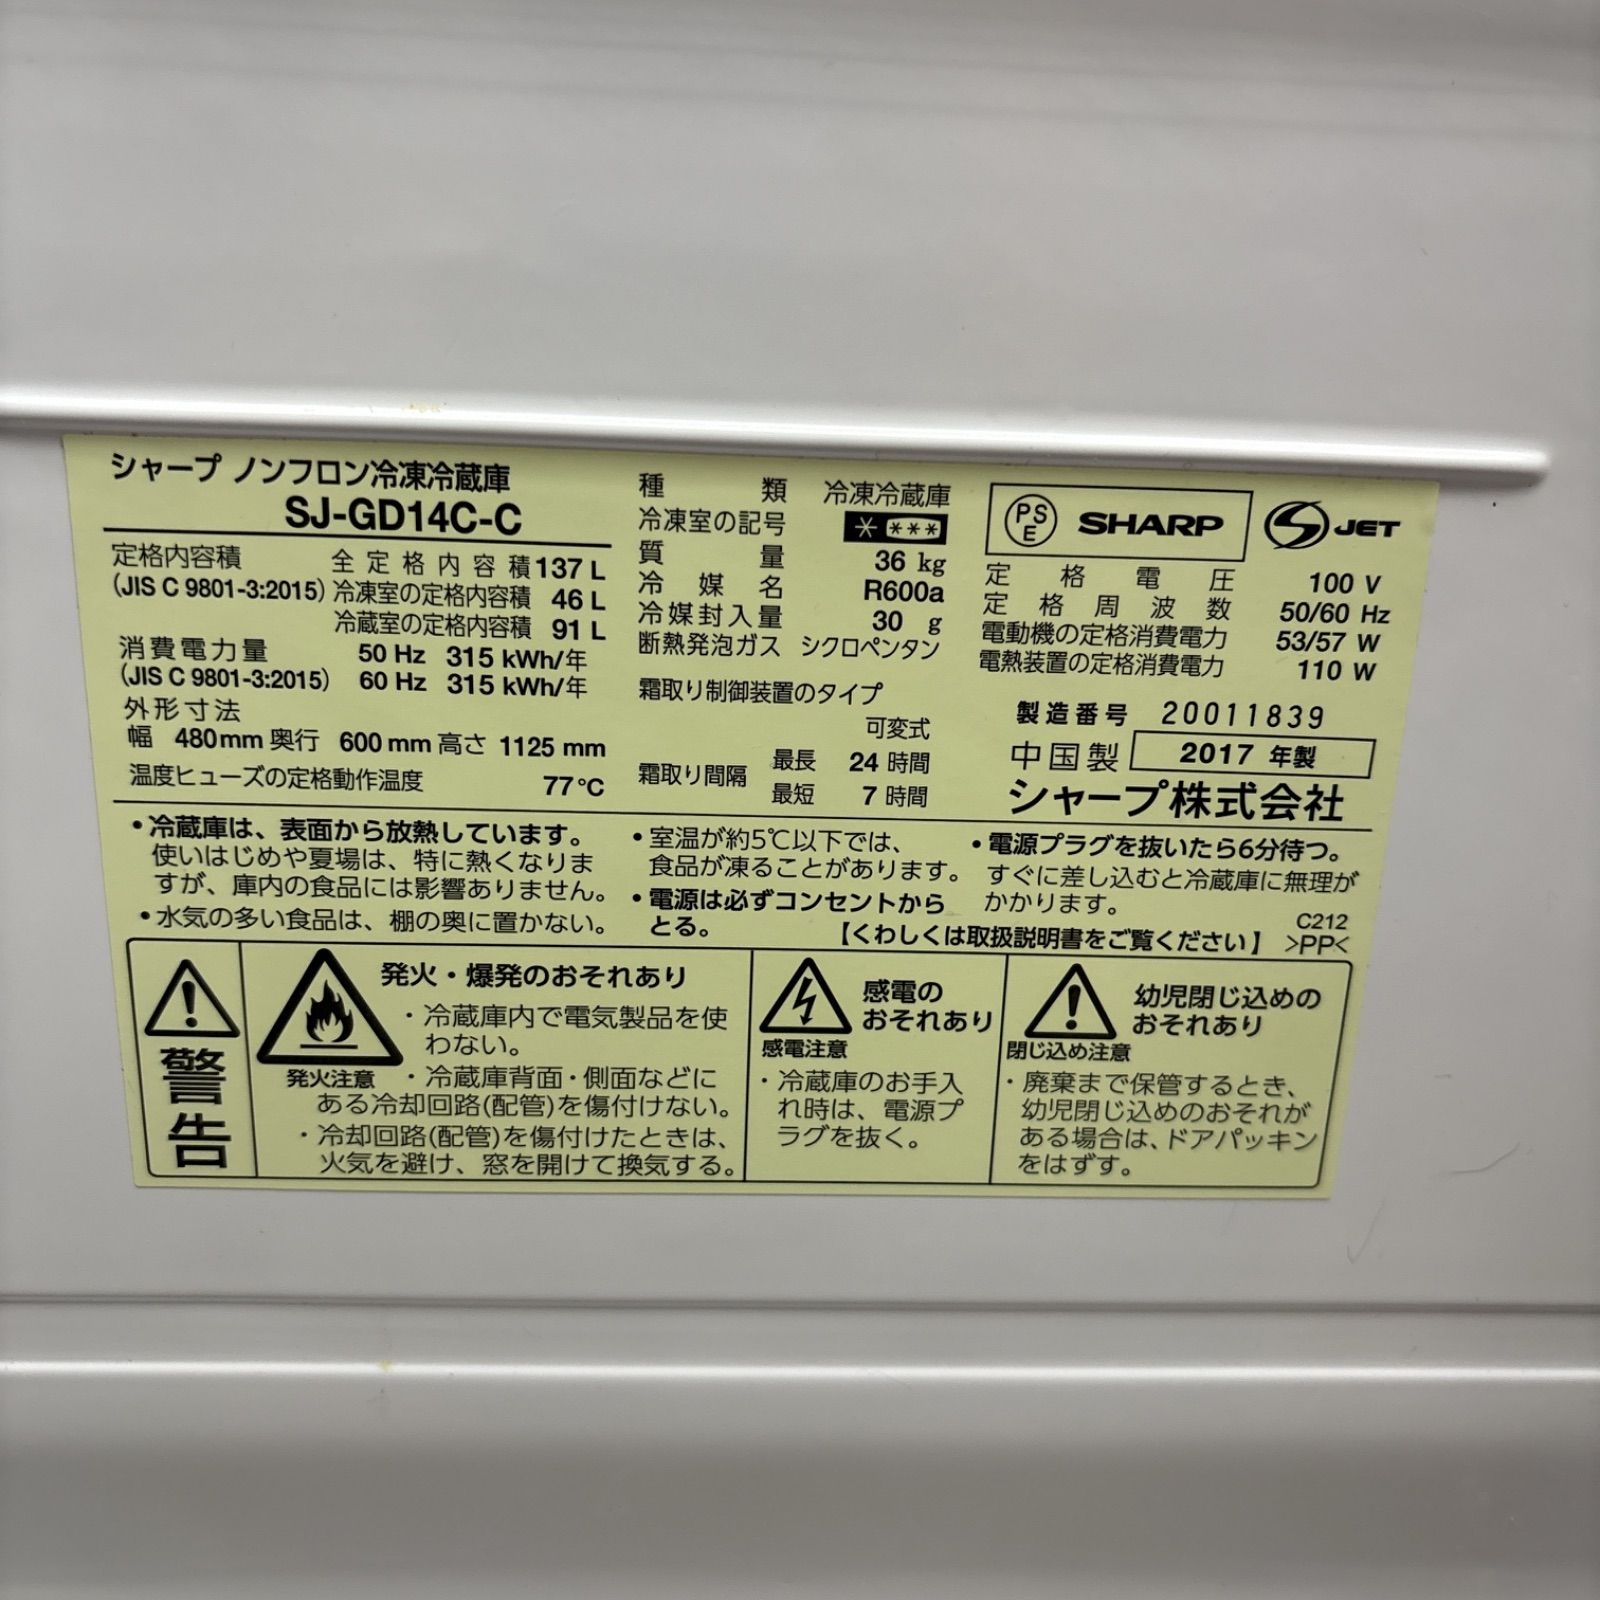 シャープ ノンフロン冷凍冷蔵庫
SJ-GD14C-C
定格内容積 全定格内容積 137 L
(JIS C 9801-3:2015) 冷凍室の定格内容積 46 L
冷蔵室の定格内容積 91 L
消費電力量 50 Hz 315 kWh/年
(JIS C 9801-3:2015) 60 Hz 315 kWh/年
外形寸法
幅 480mm 奥行 600mm 高さ 1125 mm
温度ヒューズの定格動作温度 77℃
種類 冷凍冷蔵庫
冷凍室の記号 * ***
質量 36 kg
冷媒名 R600a
冷媒封入量 30 g
断熱発泡ガス シクロペンタン
霜取り制御装置のタイプ
可変式
霜取り間隔 最長 24 時間
最短 7 時間
PSE SHARP S JET
定格電圧 100 V
定格周波数 50/60 Hz
電動機の定格消費電力 53/57 W
電熱装置の定格消費電力 110 W
製造番号 20011839
中国製 2017 年製
シャープ株式会社
・冷蔵庫は、表面から放熱しています。
使いはじめや夏場は、特に熱くなりま
すが、庫内の食品には影響ありません。
・水気の多い食品は、棚の奥に置かない。
・室温が約5℃以下では、
食品が凍ることがあります。
・電源は必ずコンセントから
とる。
・電源プラグを抜いたら6分待つ。
すぐに差し込むと冷蔵庫に無理が
かかります。
【くわしくは取扱説明書をご覧ください】
C212
>PP<
警告
発火・爆発のおそれあり
発火注意
・冷蔵庫内で電気製品を使
わない。
・冷蔵庫背面・側面などに
ある冷却回路(配管)を傷付けない。
・冷却回路(配管)を傷付けたときは、
火気を避け、窓を開けて換気する。
感電の
おそれあり
感電注意
・冷蔵庫のお手入
れ時は、電源プ
ラグを抜く。
幼児閉じ込めの
おそれあり
閉じ込め注意
・廃棄まで保管するとき、
幼児閉じ込めのおそれが
ある場合は、ドアパッキン
をはずす。